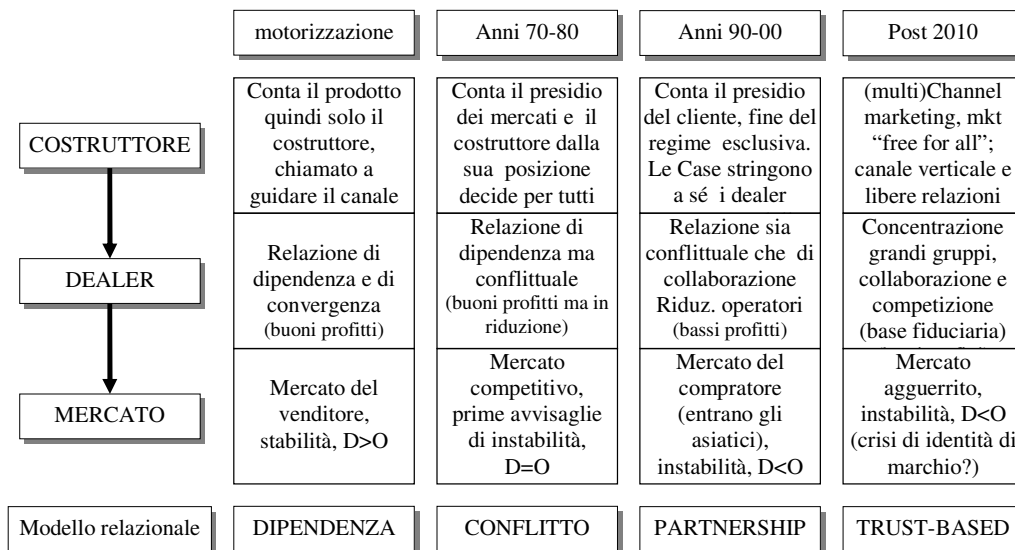 motorizzazione
Anni 70-80
Anni 90-00
Post 2010
COSTRUTTORE
Conta il prodotto
quindi solo il
costruttore,
chiamato a
guidare il canale
Conta il presidio
dei mercati e il
costruttore dalla
sua posizione
decide per tutti
Conta il presidio
del cliente, fine del
regime esclusiva.
Le Case stringono
a sé i dealer
(multi)Channel
marketing, mkt
“free for all”;
canale verticale e
libere relazioni
DEALER
Relazione di
dipendenza e di
convergenza
(buoni profitti)
Relazione di
dipendenza ma
conflittuale
(buoni profitti ma in
riduzione)
Relazione sia
conflittuale che di
collaborazione
Riduz. operatori
(bassi profitti)
Concentrazione
grandi gruppi,
collaborazione e
competizione
(base fiduciaria)
MERCATO
Mercato del
venditore,
stabilità, D>O
Mercato
competitivo,
prime avvisaglie
di instabilità,
D=O
Mercato del
compratore
(entrano gli
asiatici),
instabilità, D<O
Mercato
agguerrito,
instabilità, D<O
(crisi di identità di
marchio?)
Modello relazionale
DIPENDENZA
CONFLITTO
PARTNERSHIP
TRUST-BASED